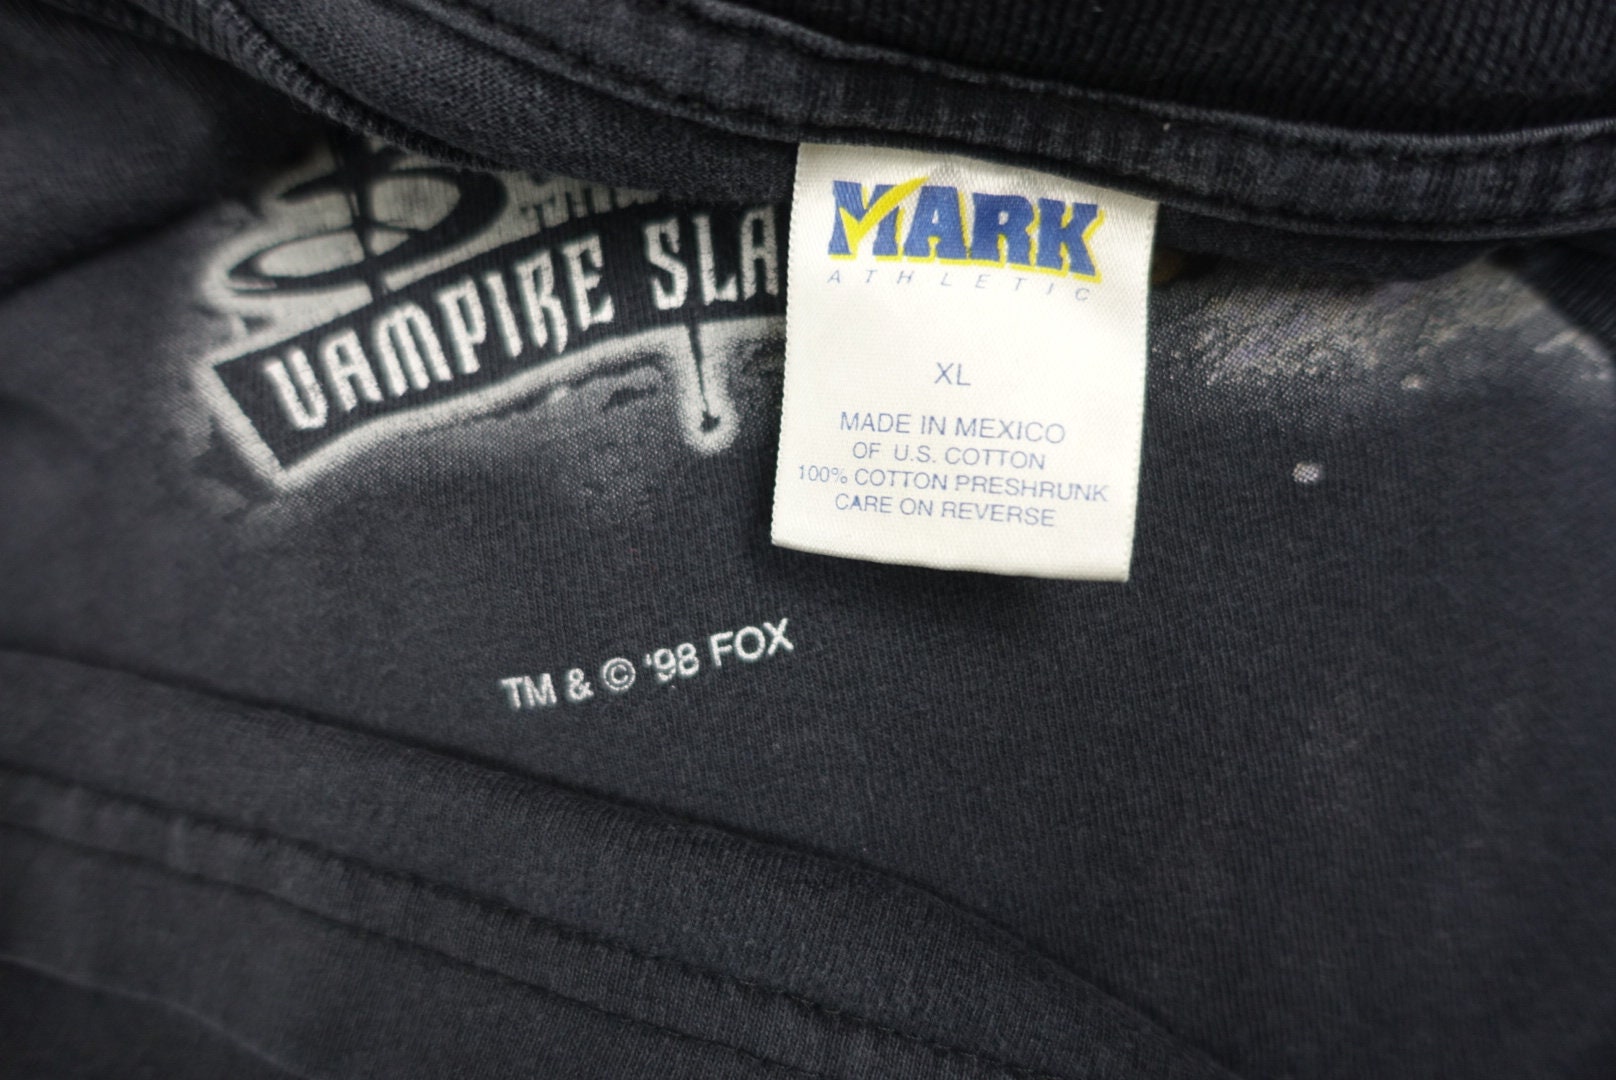 VAMPIRE SLA
MARK
ATHLETIC
XL
MADE IN MEXICO
OF U.S. COTTON
100% COTTON PRESHRUNK
CARE ON REVERSE
TM & © '98 FOX